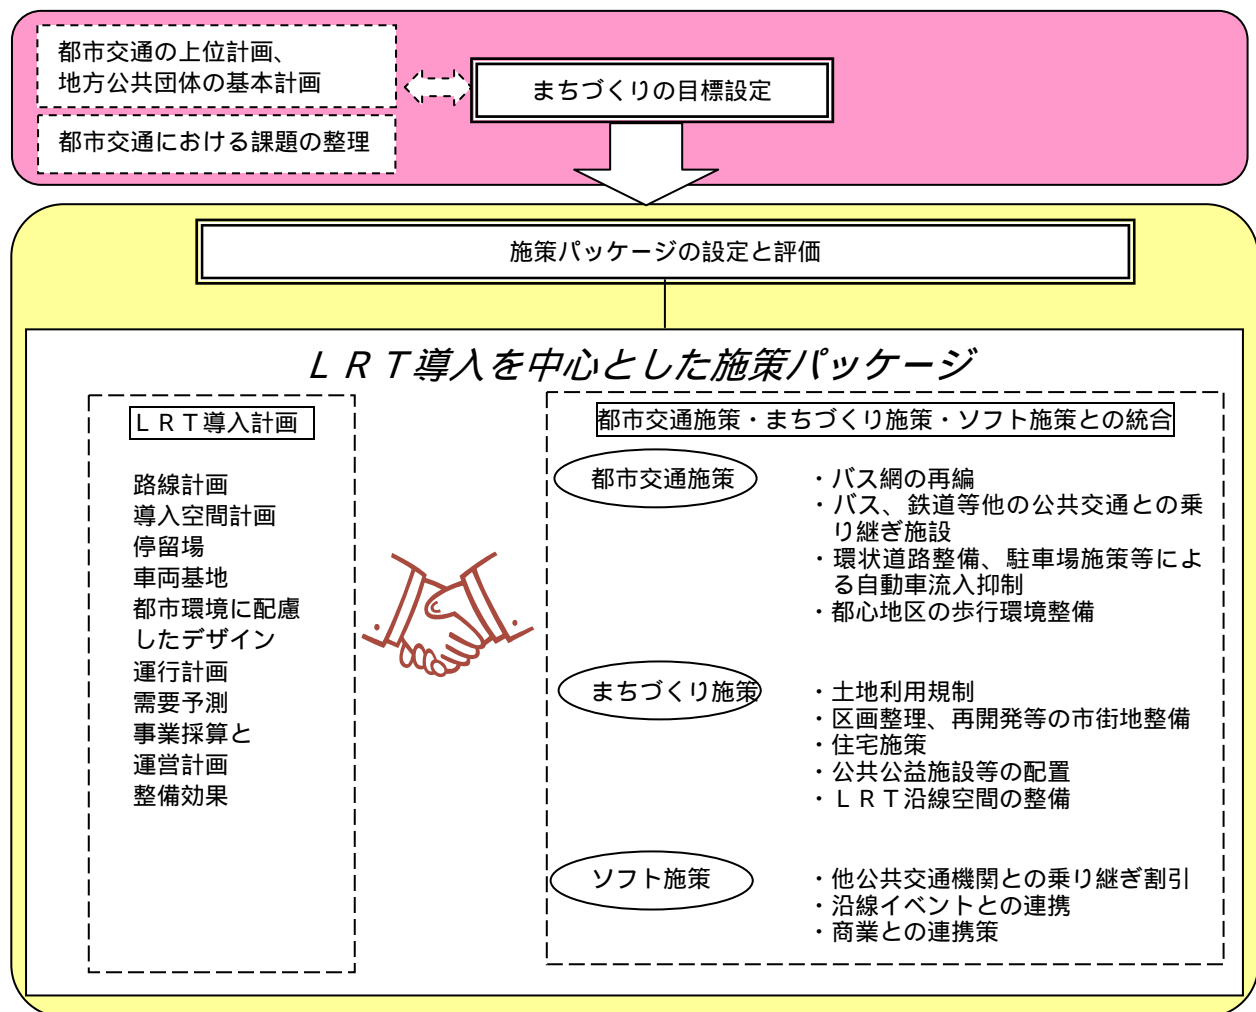 都市交通の上位計画、
地方公共団体の基本計画
都市交通における課題の整理
まちづくりの目標設定
施策パッケージの設定と評価
ＬＲＴ導入を中心とした施策パッケージ
ＬＲＴ導入計画
路線計画
導入空間計画
停留場
車両基地
都市環境に配慮
したデザイン
運行計画
需要予測
事業採算と
運営計画
整備効果
都市交通施策・まちづくり施策・ソフト施策との統合
都市交通施策
・バス網の再編
・バス、鉄道等他の公共交通との乗
り継ぎ施設
・環状道路整備、駐車場施策等によ
る自動車流入抑制
・都心地区の歩行環境整備
まちづくり施策
・土地利用規制
・区画整理、再開発等の市街地整備
・住宅施策
・公共公益施設等の配置
・ＬＲＴ沿線空間の整備
ソフト施策
・他公共交通機関との乗り継ぎ割引
・沿線イベントとの連携
・商業との連携策